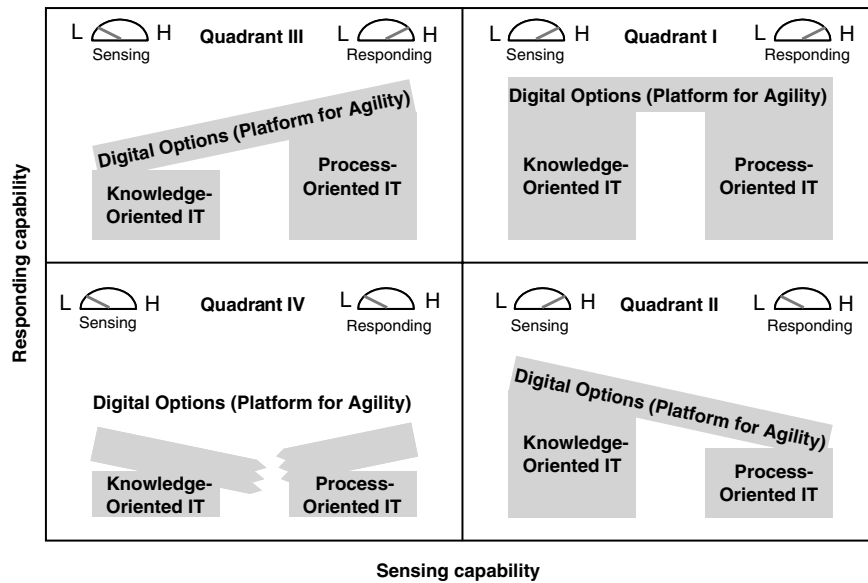 L H Quadrant III L H
Sensing Responding
Digital Options (Platform for Agility)
Knowledge-
Oriented IT
Process-
Oriented IT
L H Quadrant I L H
Sensing Responding
Digital Options (Platform for Agility)
Knowledge-
Oriented IT
Process-
Oriented IT
Responding capability
L H Quadrant IV L H
Sensing Responding
Digital Options (Platform for Agility)
Knowledge-
Oriented IT
Process-
Oriented IT
L H Quadrant II L H
Sensing Responding
Digital Options (Platform for Agility)
Knowledge-
Oriented IT
Process-
Oriented IT
Sensing capability